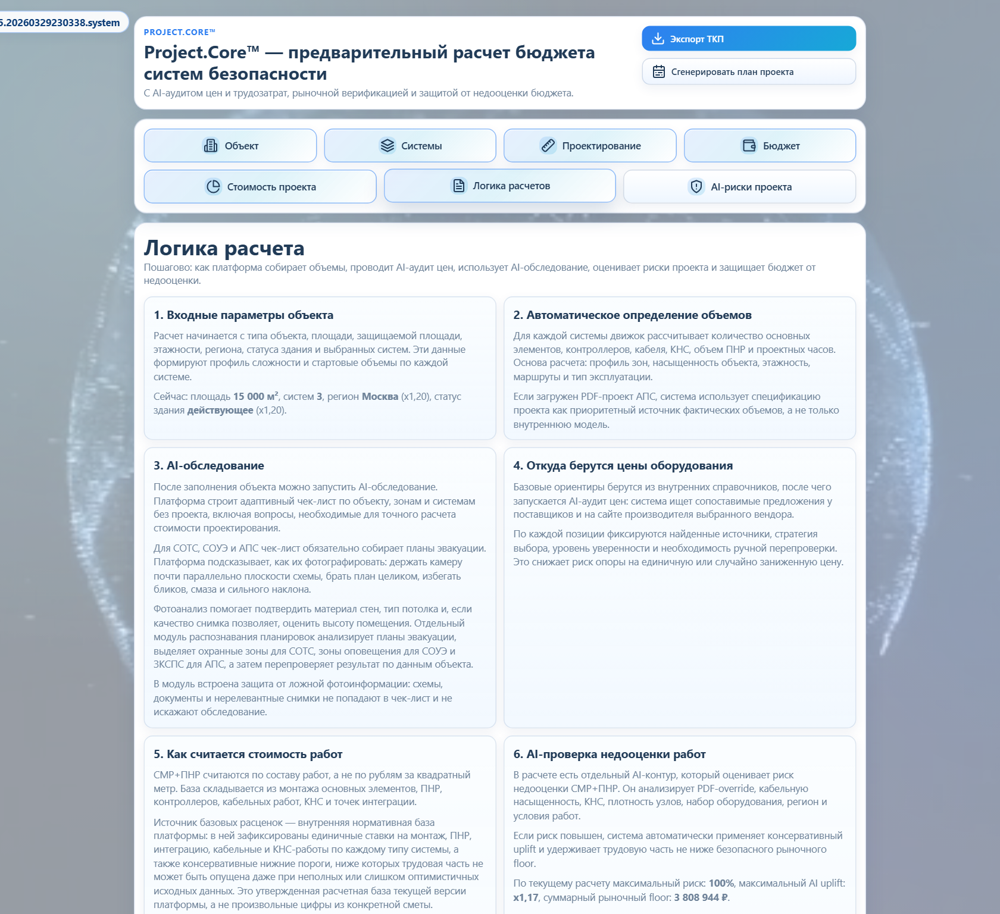 5.20260329230338.system
PROJECT.CORE™
Project.Core™ — предварительный расчет бюджета
систем безопасности
С AI-аудитом цен и трудозатрат, рыночной верификацией и защитой от недооценки бюджета.
Экспорт ТКП
Сгенерировать план проекта
Объект
Системы
Проектирование
Бюджет
Стоимость проекта
Логика расчетов
AI-риски проекта
Логика расчета
Пошагово: как платформа собирает объемы, проводит AI-аудит цен, использует AI-обследование, оценивает риски проекта и защищает бюджет от
недооценки.
1. Входные параметры объекта
Расчет начинается с типа объекта, площади, защищаемой площади,
этажности, региона, статуса здания и выбранных систем. Эти данные
формируют профиль сложности и стартовые объемы по каждой
системе.
Сейчас: площадь 15 000 м², систем 3, регион Москва (x1,20), статус
здания действующее (x1,20).
2. Автоматическое определение объемов
Для каждой системы движок рассчитывает количество основных
элементов, контроллеров, кабеля, КНС, объем ПНР и проектных часов.
Основа расчета: профиль зон, насыщенность объекта, этажность,
маршруты и тип эксплуатации.
Если загружен PDF-проект АПС, система использует спецификацию
проекта как приоритетный источник фактических объемов, а не только
внутреннюю модель.
3. AI-обследование
После заполнения объекта можно запустить AI-обследование.
Платформа строит адаптивный чек-лист по объекту, зонам и системам
без проекта, включая вопросы, необходимые для точного расчета
стоимости проектирования.
Для СОТС, СОУЭ и АПС чек-лист обязательно собирает планы эвакуации.
Платформа подсказывает, как их фотографировать: держать камеру
почти параллельно плоскости схемы, брать план целиком, избегать
бликов, смаза и сильного наклона.
Фотоанализ помогает подтвердить материал стен, тип потолка и, если
качество снимка позволяет, оценить высоту помещения. Отдельный
модуль распознавания планировок анализирует планы эвакуации,
выделяет охранные зоны для СОТС, зоны оповещения для СОУЭ и
ЗКСПС для АПС, а затем перепроверяет результат по данным объекта.
В модуль встроена защита от ложной фотоинформации: схемы,
документы и нерелевантные снимки не попадают в чек-лист и не
искажают обследование.
4. Откуда берутся цены оборудования
Базовые ориентиры берутся из внутренних справочников, после чего
запускается AI-аудит цен: система ищет сопоставимые предложения у
поставщиков и на сайте производителя выбранного вендора.
По каждой позиции фиксируются найденные источники, стратегия
выбора, уровень уверенности и необходимость ручной перепроверки.
Это снижает риск опоры на единичную или случайно заниженную цену.
5. Как считается стоимость работ
СМР+ПНР считаются по составу работ, а не по рублям за квадратный
метр. База складывается из монтажа основных элементов, ПНР,
контроллеров, кабельных работ, КНС и точек интеграции.
Источник базовых расценок — внутренняя нормативная база
платформы: в ней зафиксированы единичные ставки на монтаж, ПНР,
интеграцию, кабельные и КНС-работы по каждому типу системы, а
также консервативные нижние пороги, ниже которых трудовая часть не
может быть опущена даже при неполных или слишком оптимистичных
исходных данных. Это утвержденная расчетная база текущей версии
платформы, а не произвольные цифры из конкретной сметы.
6. AI-проверка недооценки работ
В расчете есть отдельный AI-контур, который оценивает риск
недооценки СМР+ПНР. Он анализирует PDF-override, кабельную
насыщенность, КНС, плотность узлов, набор оборудования, регион и
условия работ.
Если риск повышен, система автоматически применяет консервативный
uplift и удерживает трудовую часть не ниже безопасного рыночного
floor.
По текущему расчету максимальный риск: 100%, максимальный AI uplift:
x1,17, суммарный рыночный floor: 3 808 944 ₽.